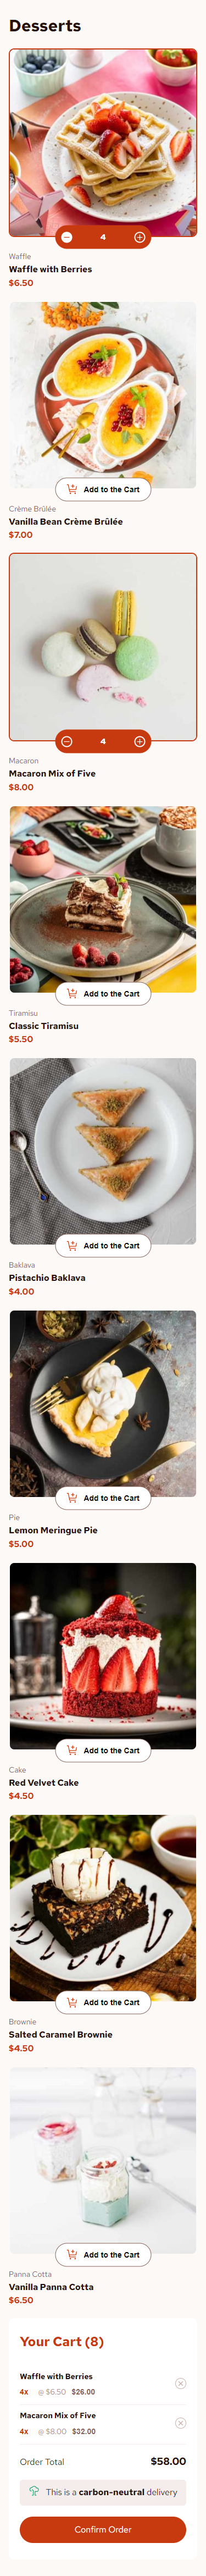 Desserts
4
Waffle
Waffle with Berries
$6.50
Add to the Cart
Crème Brûlée
Vanilla Bean Crème Brûlée
$7.00
4
Macaron
Macaron Mix of Five
$8.00
Add to the Cart
Tiramisu
Classic Tiramisu
$5.50
Add to the Cart
Baklava
Pistachio Baklava
$4.00
Add to the Cart
Pie
Lemon Meringue Pie
$5.00
Add to the Cart
Cake
Red Velvet Cake
$4.50
Add to the Cart
Brownie
Salted Caramel Brownie
$4.50
Add to the Cart
Panna Cotta
Vanilla Panna Cotta
$6.50
Your Cart (8)
Waffle with Berries
4x @ $6.50 $26.00
Macaron Mix of Five
4x @ $8.00 $32.00
Order Total $58.00
This is a carbon-neutral delivery
Confirm Order